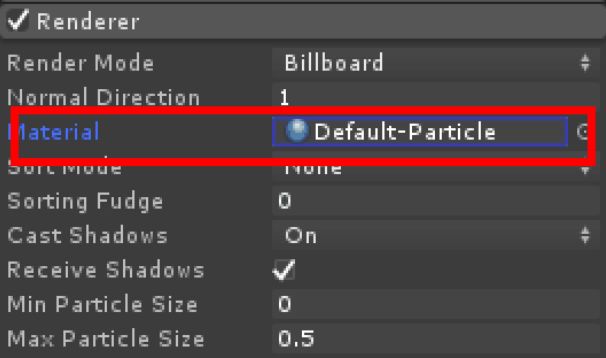 Renderer
Render Mode Billboard
Normal Direction 1
Material Default-Particle
Sort Mode None
Sorting Fudge 0
Cast Shadows On
Receive Shadows
Min Particle Size 0
Max Particle Size 0.5